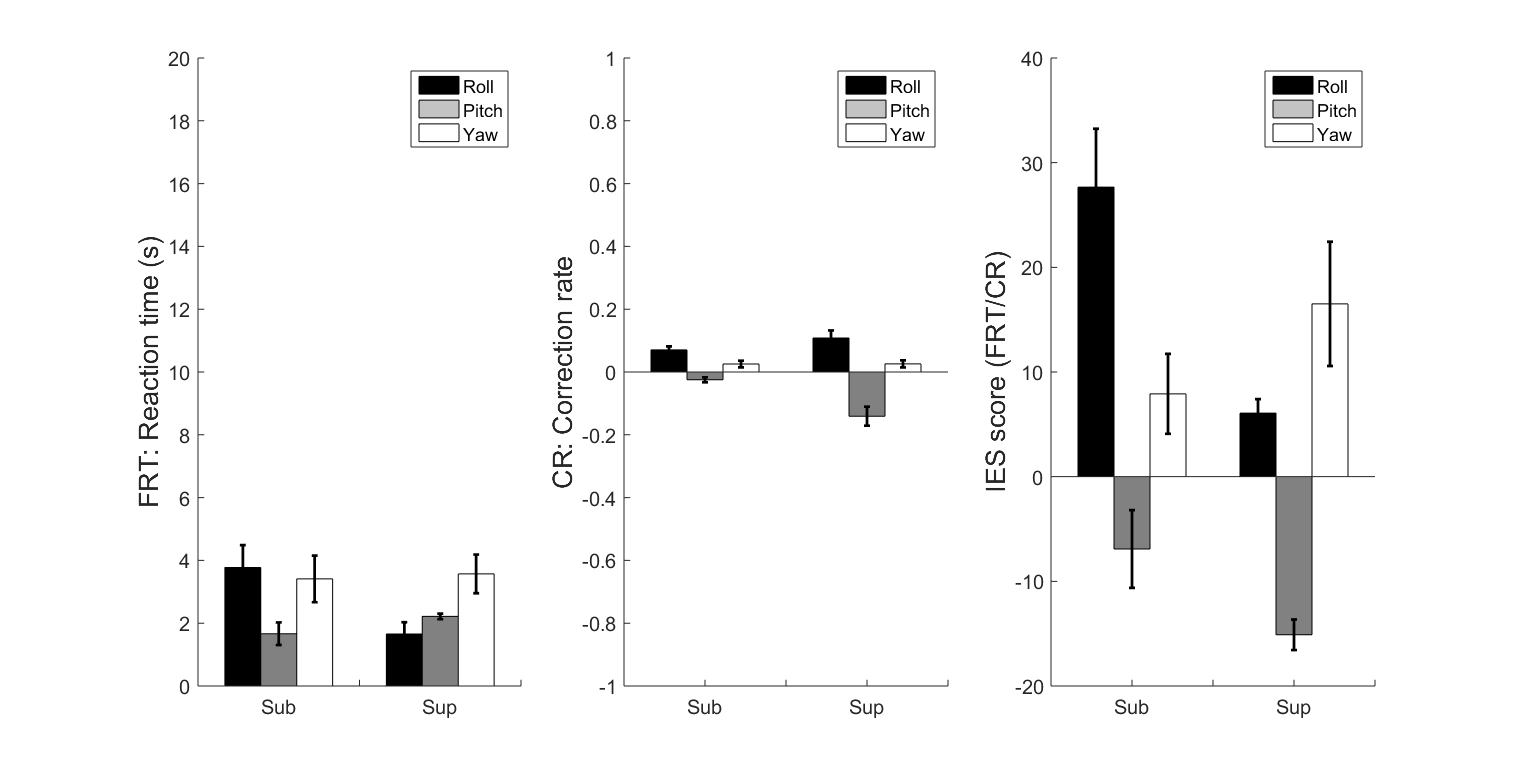 FRT: Reaction time (s)
20
18
16
14
12
10
8
6
4
2
0
Sub
Sup
Roll
Pitch
Yaw
CR: Correction rate
1
0.8
0.6
0.4
0.2
0
-0.2
-0.4
-0.6
-0.8
-1
Sub
Sup
Roll
Pitch
Yaw
IES score (FRT/CR)
40
30
20
10
0
-10
-20
Sub
Sup
Roll
Pitch
Yaw